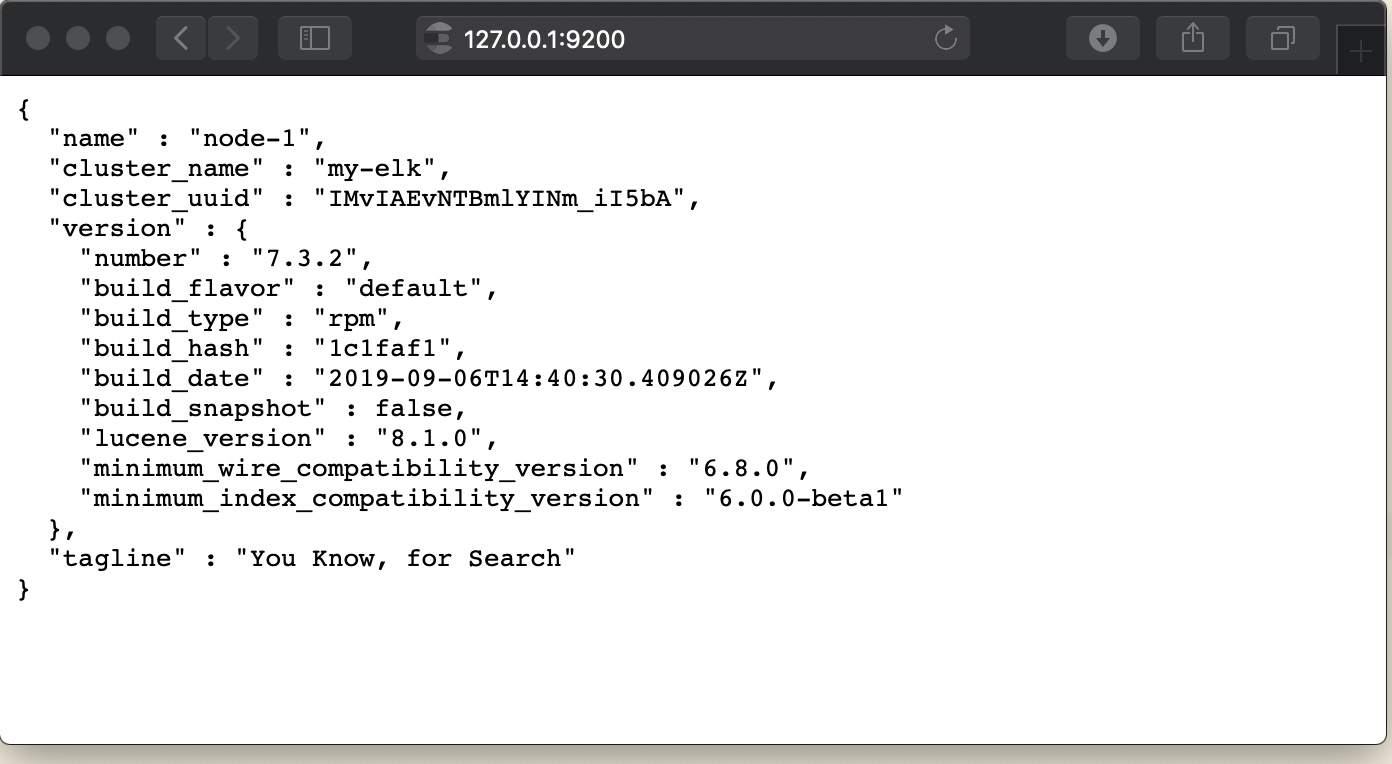 127.0.0.1:9200
{
  "name" : "node-1",
  "cluster_name" : "my-elk",
  "cluster_uuid" : "IMvIAEvNTBmlYINm_iI5bA",
  "version" : {
    "number" : "7.3.2",
    "build_flavor" : "default",
    "build_type" : "rpm",
    "build_hash" : "1c1faf1",
    "build_date" : "2019-09-06T14:40:30.409026Z",
    "build_snapshot" : false,
    "lucene_version" : "8.1.0",
    "minimum_wire_compatibility_version" : "6.8.0",
    "minimum_index_compatibility_version" : "6.0.0-beta1"
  },
  "tagline" : "You Know, for Search"
}